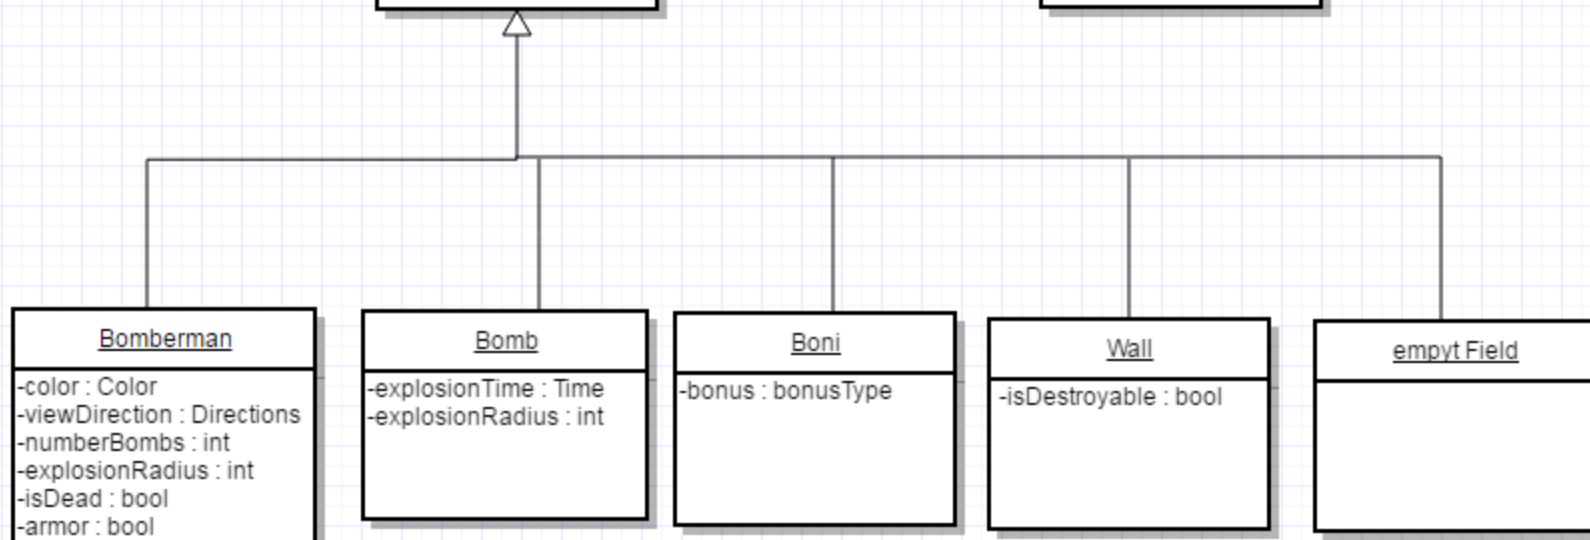 Bomberman
-color : Color
-viewDirection : Directions
-numberBombs : int
-explosionRadius : int
-isDead : bool
-armor : bool
Bomb
-explosionTime : Time
-explosionRadius : int
Boni
-bonus : bonusType
Wall
-isDestroyable : bool
empyt Field